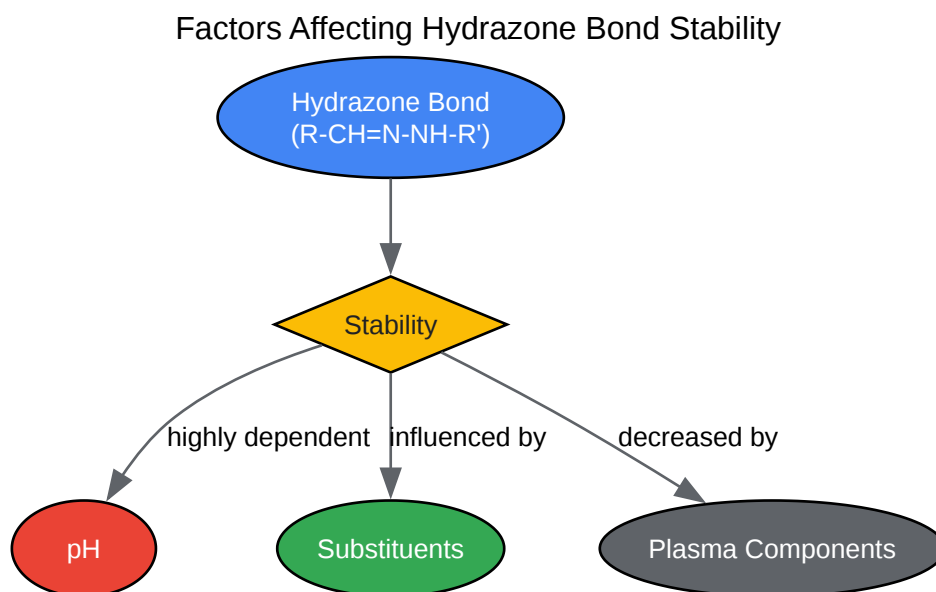 Factors Affecting Hydrazone Bond Stability
Hydrazone Bond
(R-CH=N-NH-R')
Stability
highly dependent
influenced by
decreased by
pH
Substituents
Plasma Components